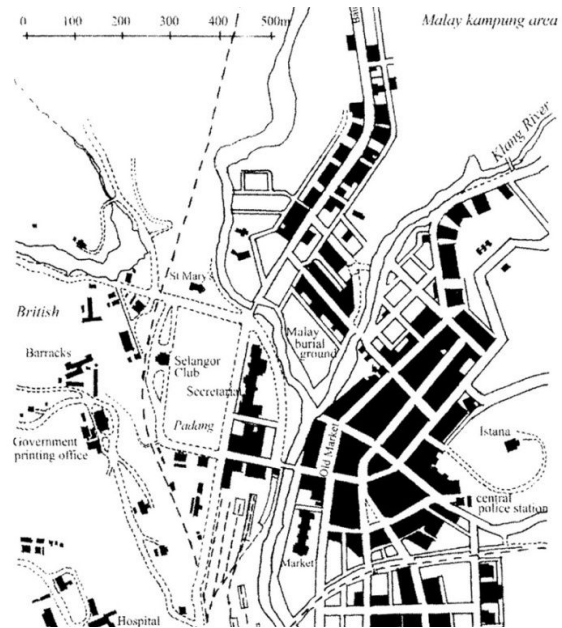 0 100 200 300 400 500m
Malay kampung area
Klang River
St Mary's
British
Malay
burial
ground
Barracks
Selangor
Club
Secretariat
Padang
Old Market
Istana
Government
printing office
central
police station
Market
Hospital